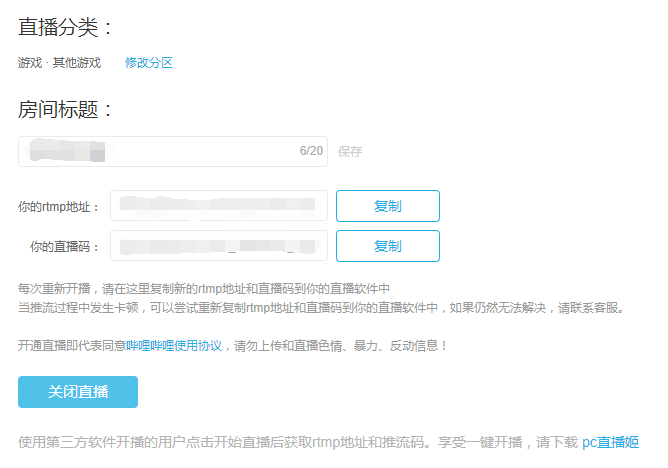 直播分类：
游戏 · 其他游戏 修改分区
房间标题：
6/20 保存
你的rtmp地址： 复制
你的直播码： 复制
每次重新开播，请在这里复制新的rtmp地址和直播码到你的直播软件中
当推流过程中发生卡顿，可以尝试重新复制rtmp地址和直播码到你的直播软件中，如果仍然无法解决，请联系客服。
开通直播即代表同意哔哩哔哩使用协议，请勿上传和直播色情、暴力、反动信息！
关闭直播
使用第三方软件开播的用户点击开始直播后获取rtmp地址和推流码。享受一键开播，请下载 pc直播姬